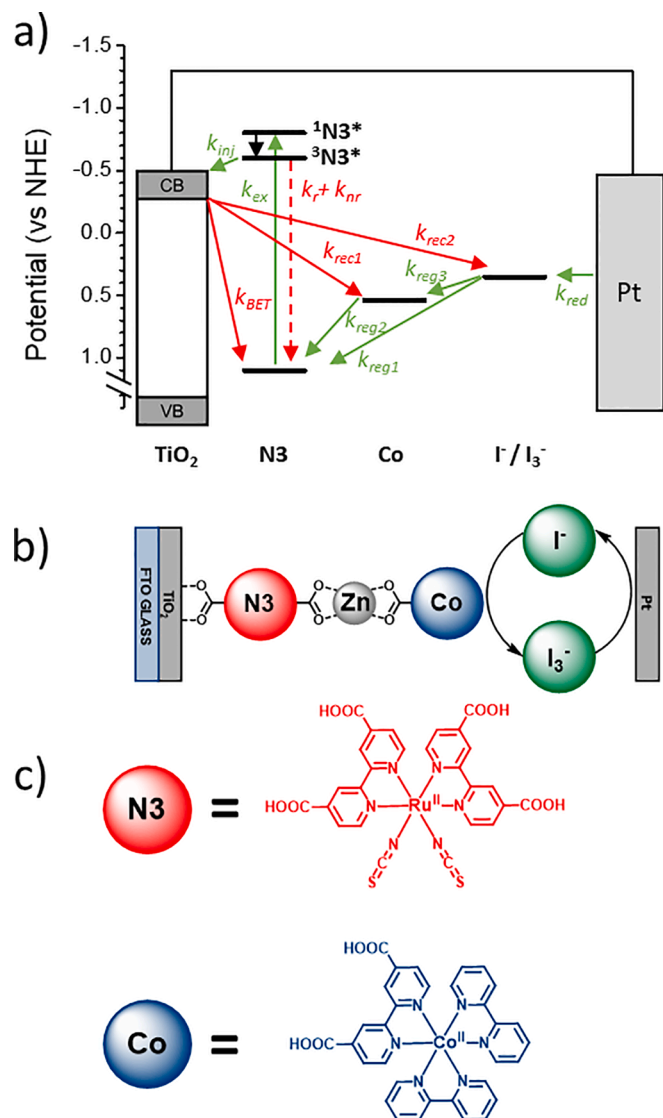 a)
Potential (vs NHE)
-1.5
-1.0
-0.5
0.0
0.5
1.0
CB
VB
¹N3*
³N3*
k_inj
k_ex
k_r + k_nr
k_rec1
k_rec2
k_BET
k_reg3
k_reg2
k_reg1
k_red
Pt
TiO₂ N3 Co I⁻ / I₃⁻
b)
FTO GLASS
TiO₂
O
O
N3
O
O
Zn
O
O
Co
I⁻
I₃⁻
Pt
c)
N3
=
HOOC COOH
N N
HOOC N Ru^II N COOH
N N
C C
S S
Co
=
HOOC
N N
HOOC N Co^II N
N N